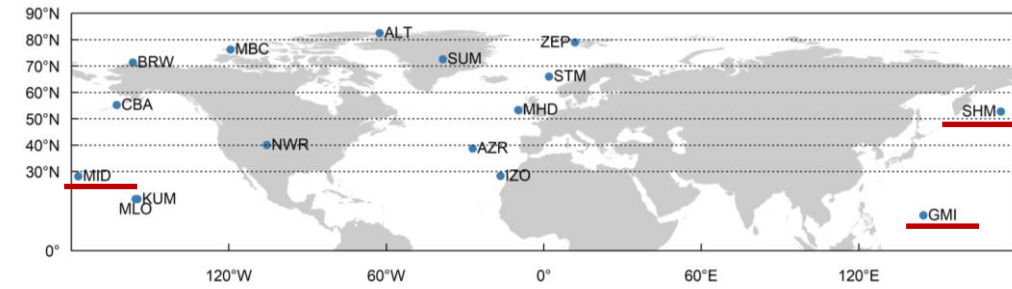 90°N
80°N
70°N
60°N
50°N
40°N
30°N
0°
ALT
ZEP
MBC
SUM
BRW
STM
CBA
MHD
SHM
NWR
AZR
MID
IZO
KUM
MLO
GMI
120°W 60°W 0° 60°E 120°E